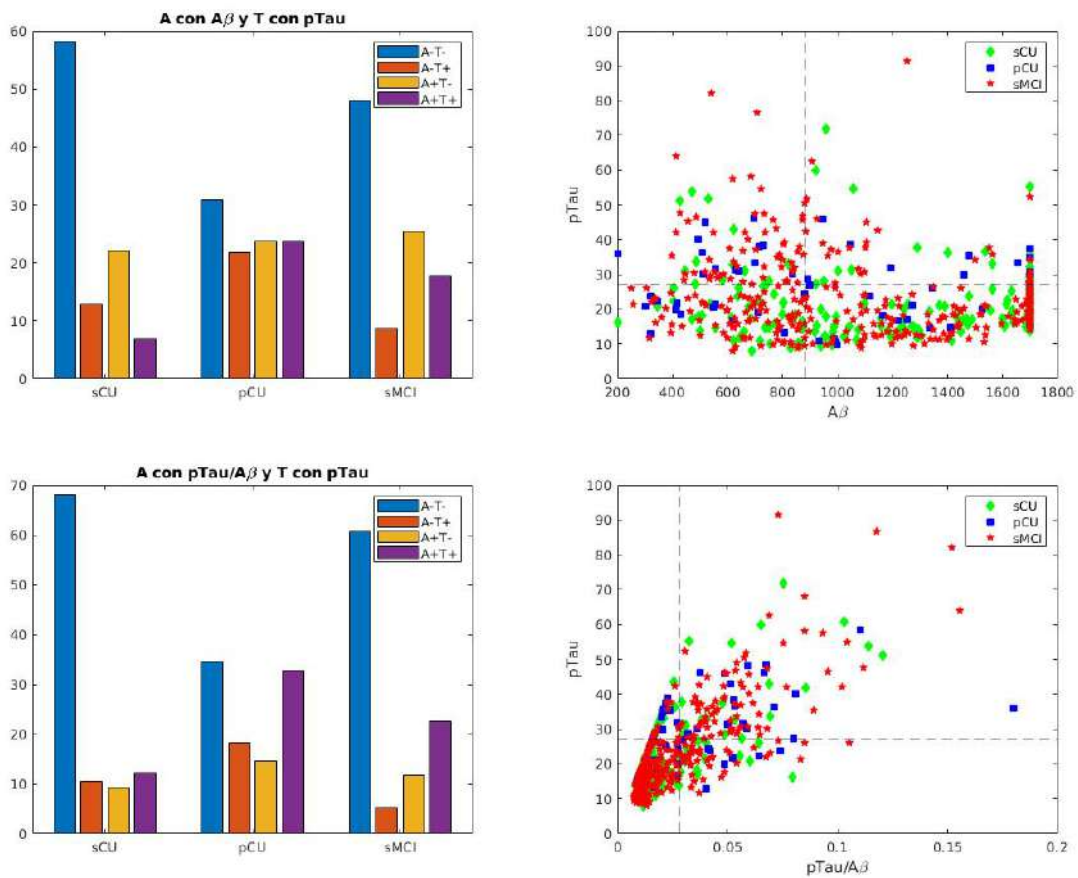 A con Aβ y T con pTau
60
50
40
30
20
10
0
sCU
pCU
sMCI
A-T-
A-T+
A+T-
A+T+
100
90
80
70
60
50
40
30
20
10
0
pTau
200
400
600
800
1000
1200
1400
1600
1800
Aβ
sCU
pCU
sMCI
A con pTau/Aβ y T con pTau
70
60
50
40
30
20
10
0
sCU
pCU
sMCI
A-T-
A-T+
A+T-
A+T+
100
90
80
70
60
50
40
30
20
10
0
pTau
0
0.05
0.1
0.15
0.2
pTau/Aβ
sCU
pCU
sMCI